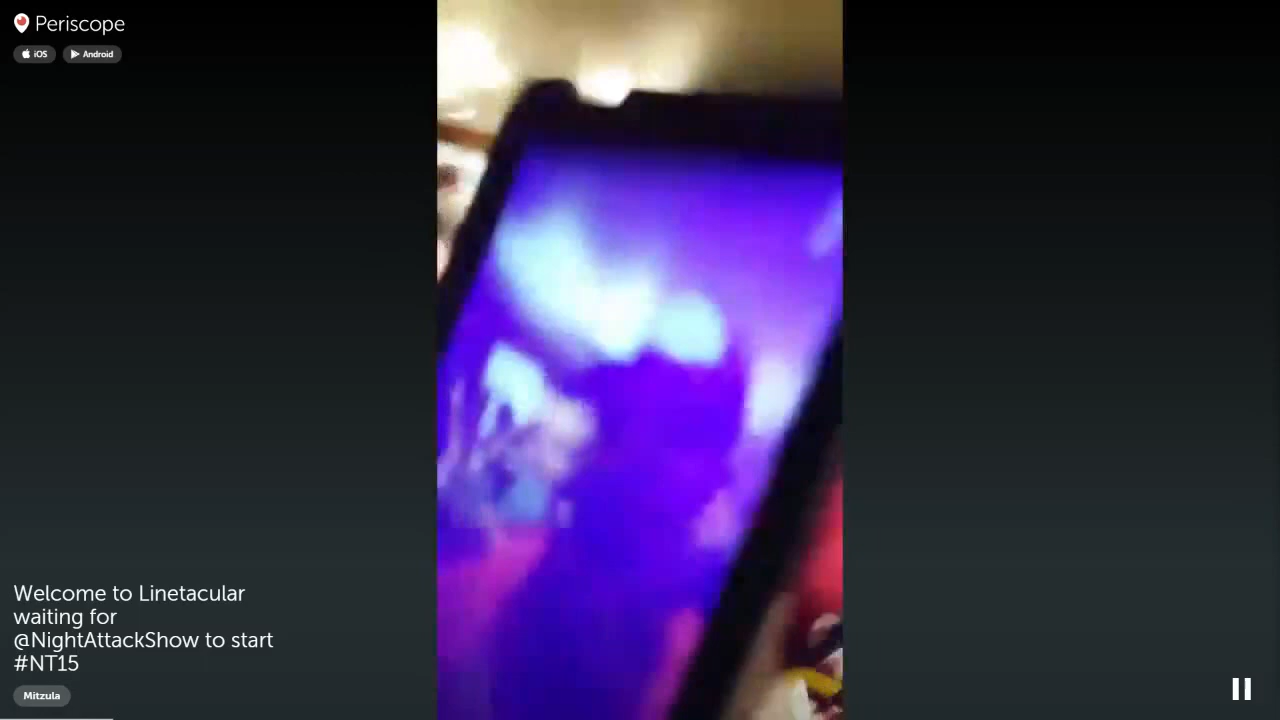 Periscope
iOS
Android
Welcome to Linetacular
waiting for
@NightAttackShow to start
#NT15
Mitzula